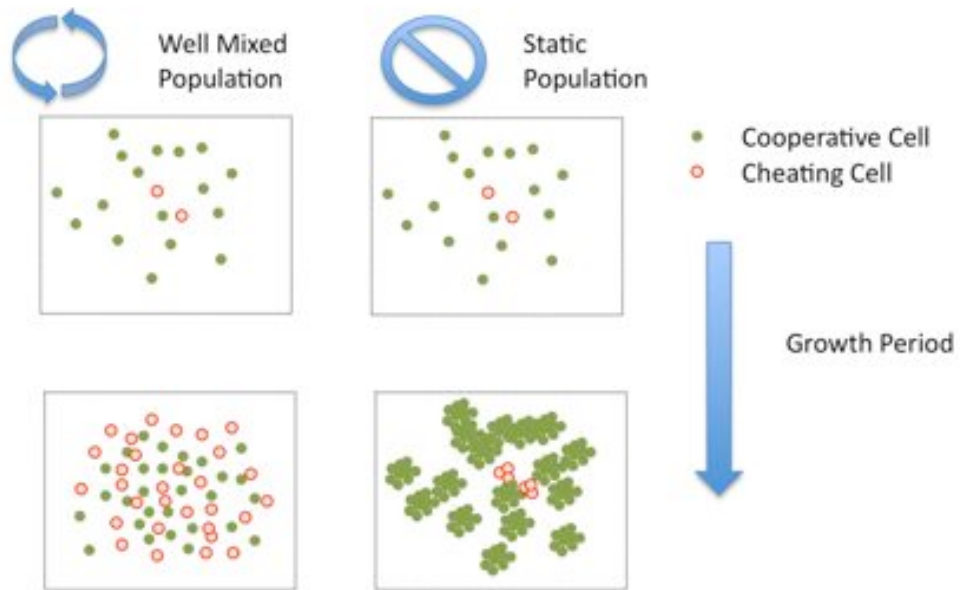 Well Mixed
Population
Static
Population
Cooperative Cell
Cheating Cell
Growth Period